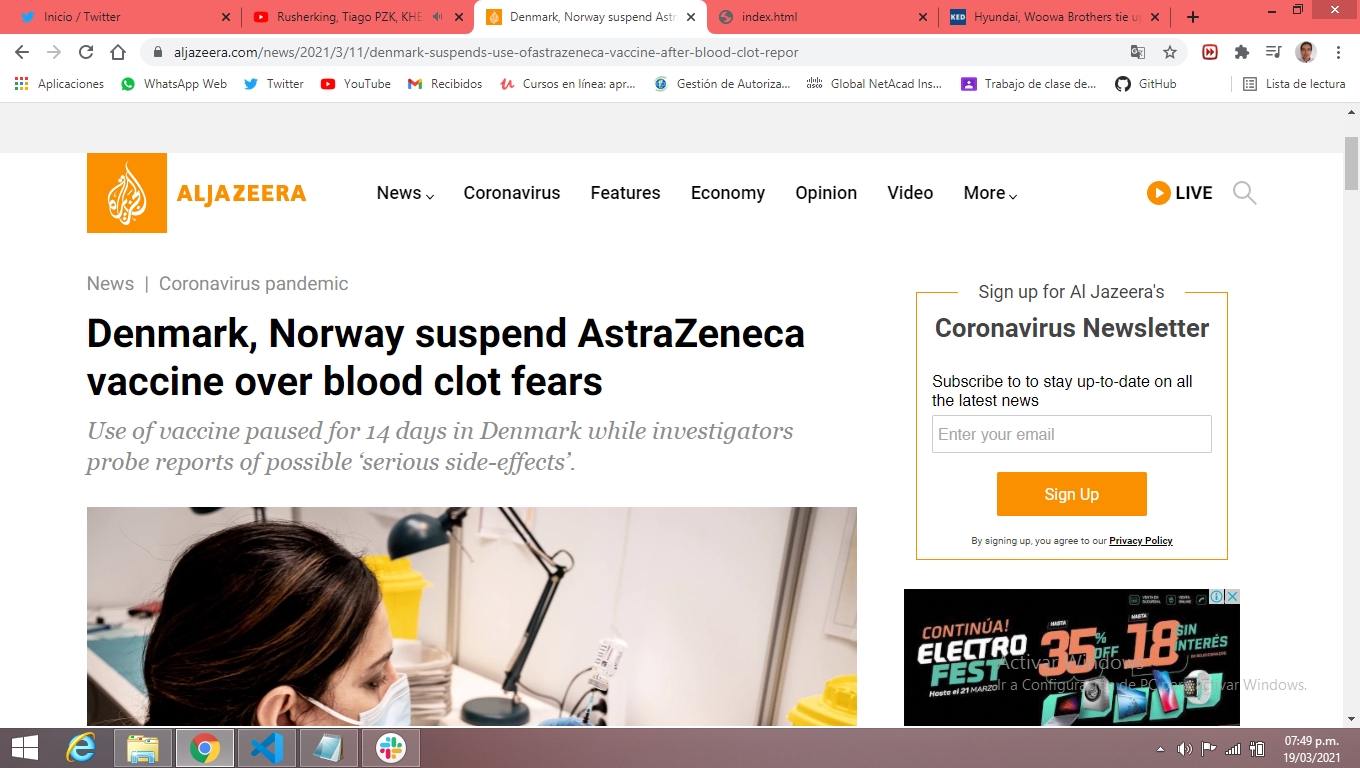 Inicio / Twitter
Rusherking, Tiago PZK, KHE
Denmark, Norway suspend Astr
index.html
KED Hyundai, Woowa Brothers tie u
aljazeera.com/news/2021/3/11/denmark-suspends-use-ofastrazeneca-vaccine-after-blood-clot-repor
Aplicaciones WhatsApp Web Twitter YouTube Recibidos Cursos en línea: apr... Gestión de Autoriza... Global NetAcad Ins... Trabajo de clase de... GitHub Lista de lectura
ALJAZEERA
News Coronavirus Features Economy Opinion Video More LIVE
News | Coronavirus pandemic
Denmark, Norway suspend AstraZeneca
vaccine over blood clot fears
Use of vaccine paused for 14 days in Denmark while investigators
probe reports of possible ‘serious side-effects’.
Sign up for Al Jazeera's
Coronavirus Newsletter
Subscribe to to stay up-to-date on all
the latest news
Enter your email
Sign Up
By signing up, you agree to our Privacy Policy
CONTINÚA!
ELECTRO
FEST
Hasta el 21 MARZO
HASTA
35% OFF
HASTA
18 SIN
INTERÉS
Activar Windows
Ir a Configuración de PC para activar Windows.
07:49 p.m.
19/03/2021